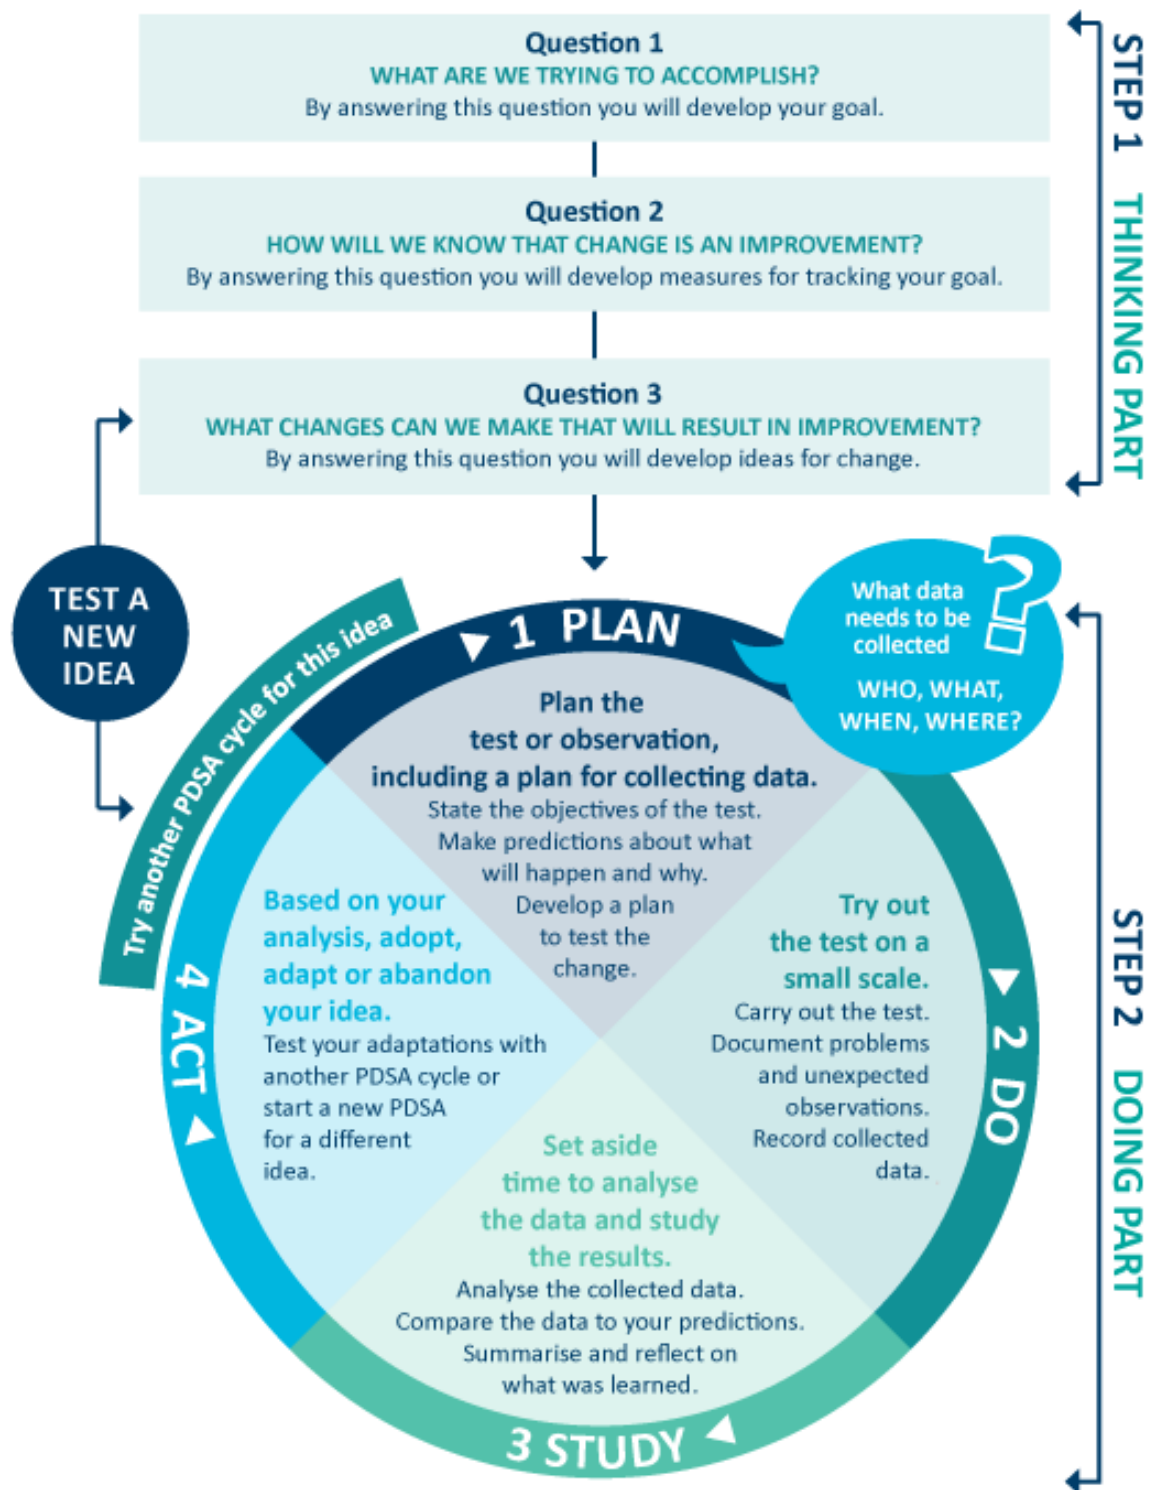 Question 1
WHAT ARE WE TRYING TO ACCOMPLISH?
By answering this question you will develop your goal.
Question 2
HOW WILL WE KNOW THAT CHANGE IS AN IMPROVEMENT?
By answering this question you will develop measures for tracking your goal.
Question 3
WHAT CHANGES CAN WE MAKE THAT WILL RESULT IN IMPROVEMENT?
By answering this question you will develop ideas for change.
STEP 1 THINKING PART
TEST A
NEW
IDEA
Try another PDSA cycle for this idea
1 PLAN
What data
needs to be
collected
?
WHO, WHAT,
WHEN, WHERE?
Plan the
test or observation,
including a plan for collecting data.
State the objectives of the test.
Make predictions about what
will happen and why.
Develop a plan
to test the
change.
2 DO
Try out
the test on a
small scale.
Carry out the test.
Document problems
and unexpected
observations.
Record collected
data.
3 STUDY
Set aside
time to analyse
the data and study
the results.
Analyse the collected data.
Compare the data to your predictions.
Summarise and reflect on
what was learned.
4 ACT
Based on your
analysis, adopt,
adapt or abandon
your idea.
Test your adaptations with
another PDSA cycle or
start a new PDSA
for a different
idea.
STEP 2 DOING PART